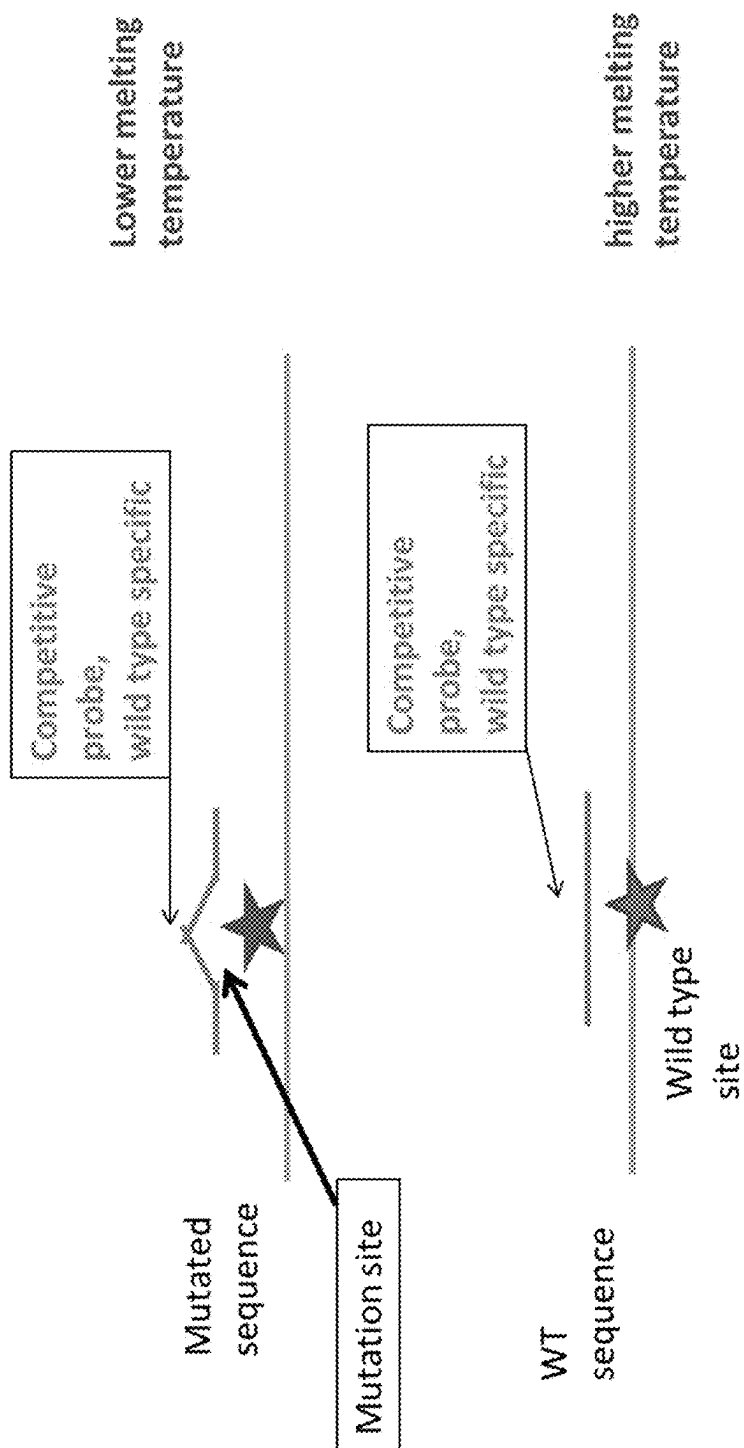 Mutated
sequence
Competitive
probe,
wild type specific
Lower melting
temperature
Mutation site
WT
sequence
Competitive
probe,
wild type specific
higher melting
temperature
Wild type
site